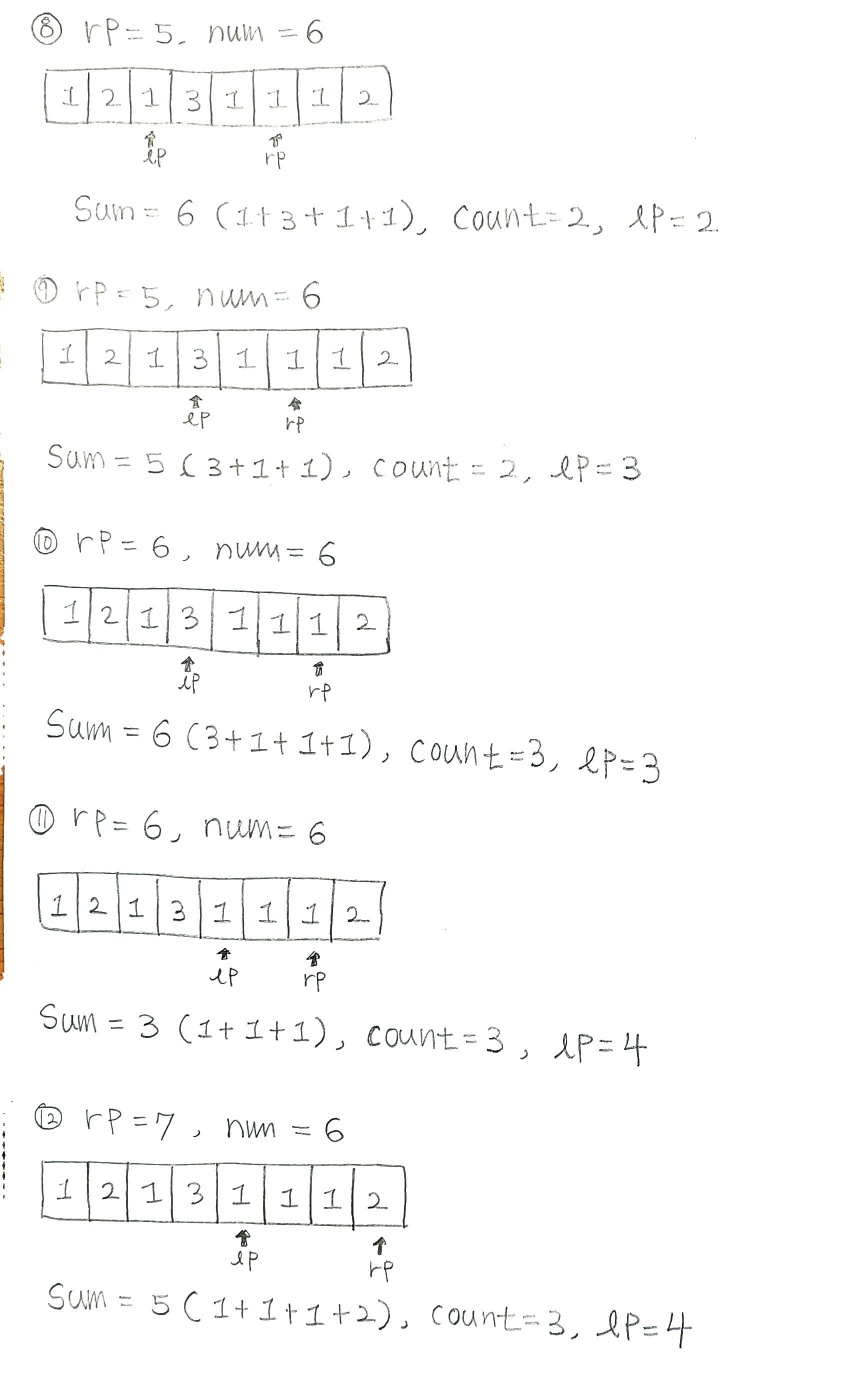 ⑧ rp = 5, num = 6
1 2 1 3 1 1 1 2
lp rp
Sum = 6 (1+3+1+1), Count=2, lp=2
⑨ rp = 5, num = 6
1 2 1 3 1 1 1 2
lp rp
Sum = 5 (3+1+1), count = 2, lp=3
⑩ rp = 6, num = 6
1 2 1 3 1 1 1 2
lp rp
Sum = 6 (3+1+1+1), count=3, lp=3
⑪ rp = 6, num = 6
1 2 1 3 1 1 1 2
lp rp
Sum = 3 (1+1+1), count=3, lp=4
⑫ rp = 7, num = 6
1 2 1 3 1 1 1 2
lp rp
Sum = 5 (1+1+1+2), count=3, lp=4